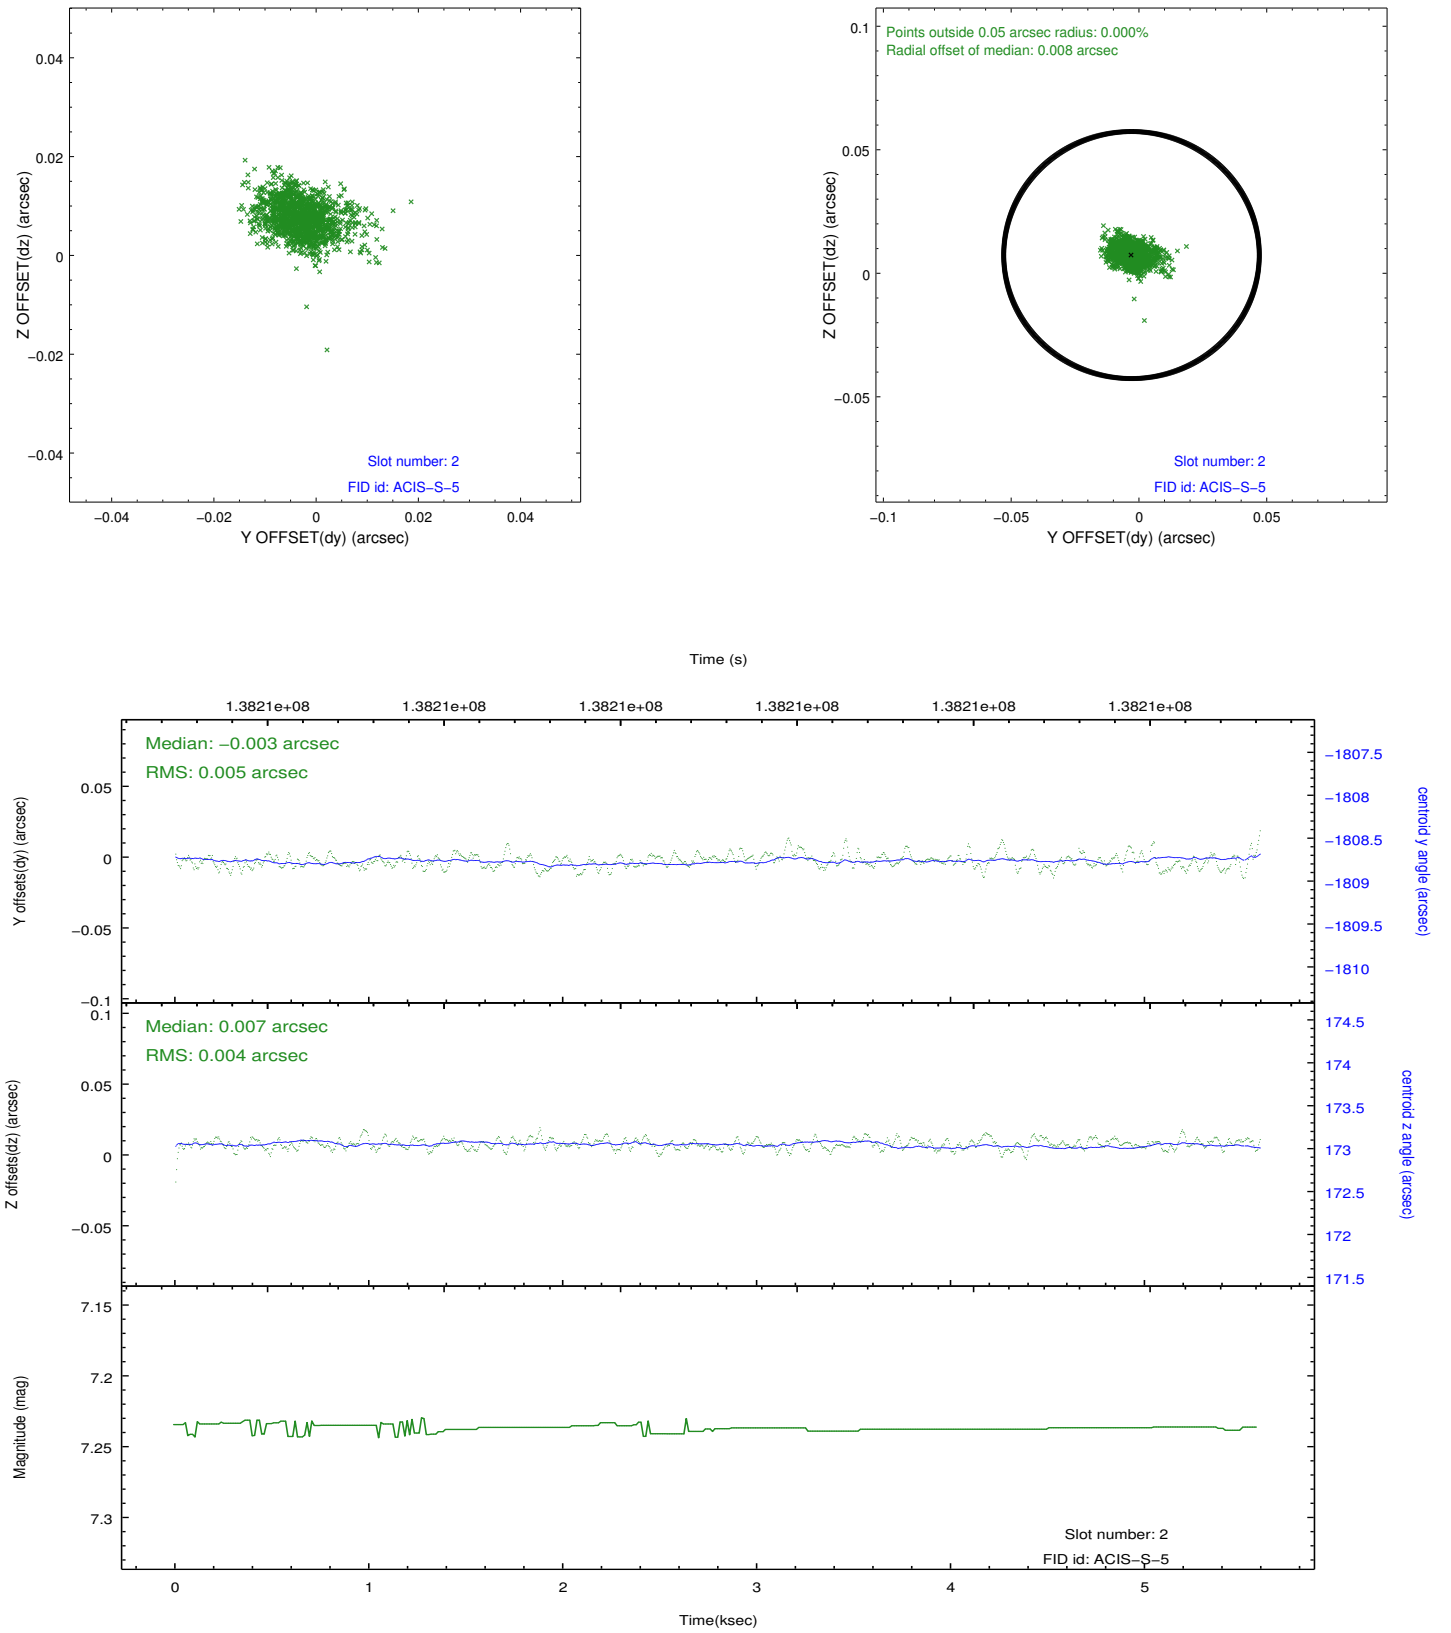 0.04
0.02
0
−0.02
−0.04
Z OFFSET(dz) (arcsec)
Slot number: 2
FID id: ACIS−S−5
−0.04
−0.02
0
0.02
0.04
Y OFFSET(dy) (arcsec)
Points outside 0.05 arcsec radius: 0.000%
Radial offset of median: 0.008 arcsec
0.1
0.05
0
−0.05
Z OFFSET(dz) (arcsec)
Slot number: 2
FID id: ACIS−S−5
−0.1
−0.05
0
0.05
Y OFFSET(dy) (arcsec)
Time (s)
1.3821e+08
1.3821e+08
1.3821e+08
1.3821e+08
1.3821e+08
1.3821e+08
Median: −0.003 arcsec
RMS: 0.005 arcsec
0.05
0
−0.05
−0.1
Y offsets(dy) (arcsec)
−1807.5
−1808
−1808.5
−1809
−1809.5
−1810
centroid y angle (arcsec)
Median: 0.007 arcsec
RMS: 0.004 arcsec
0.1
0.05
0
−0.05
Z offsets(dz) (arcsec)
174.5
174
173.5
173
172.5
172
171.5
centroid z angle (arcsec)
7.15
7.2
7.25
7.3
Magnitude (mag)
Slot number: 2
FID id: ACIS−S−5
0
1
2
3
4
5
Time(ksec)